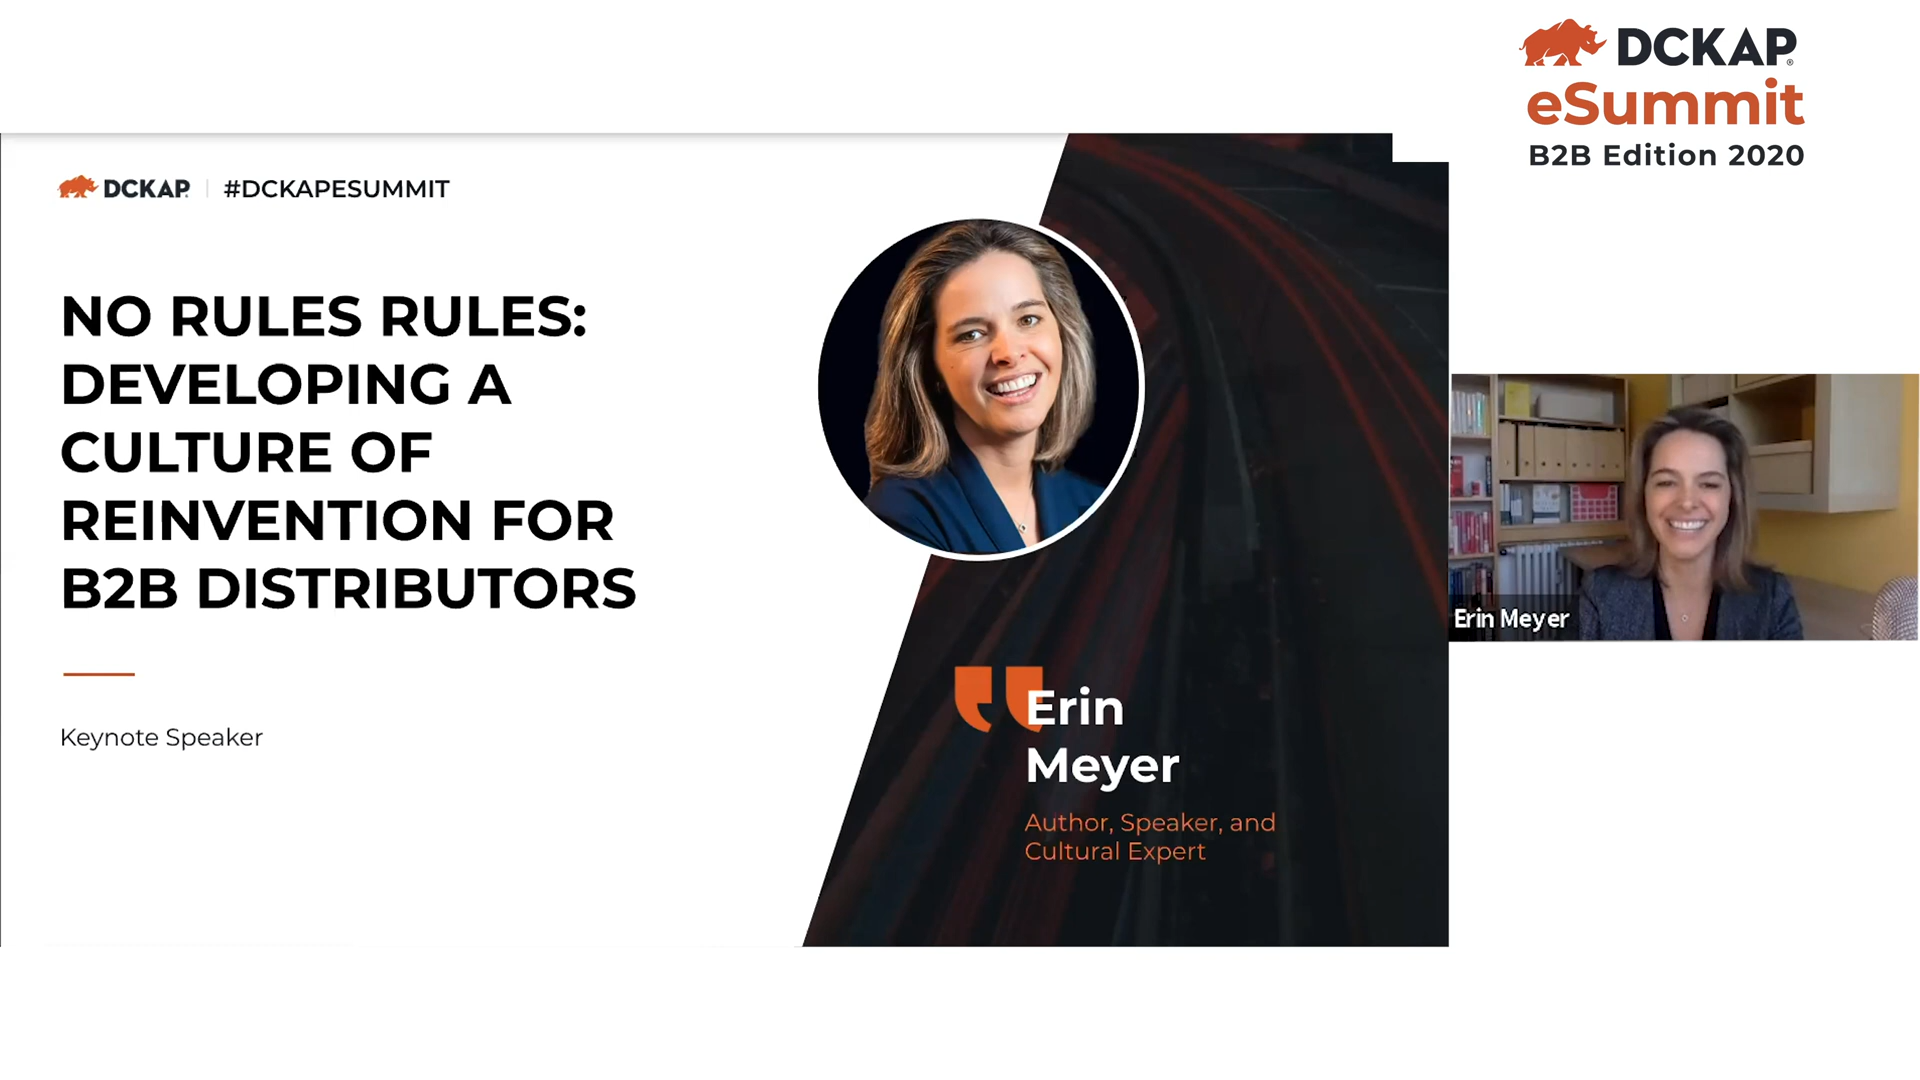 DCKAP
eSummit
B2B Edition 2020
DCKAP | #DCKAPESUMMIT
NO RULES RULES:
DEVELOPING A
CULTURE OF
REINVENTION FOR
B2B DISTRIBUTORS
Keynote Speaker
Erin
Meyer
Author, Speaker, and
Cultural Expert
Erin Meyer